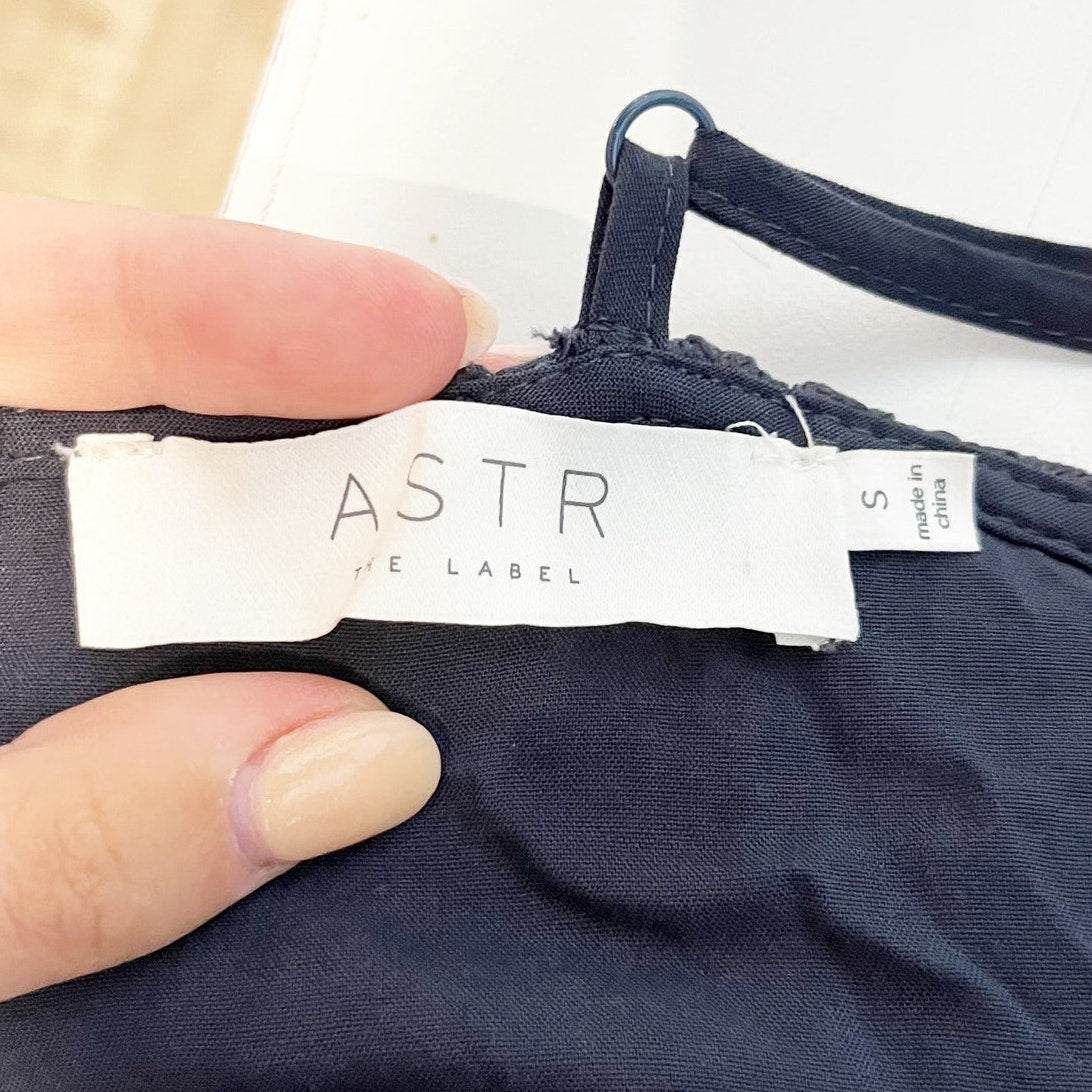 ASTR
THE LABEL
S
made in
china